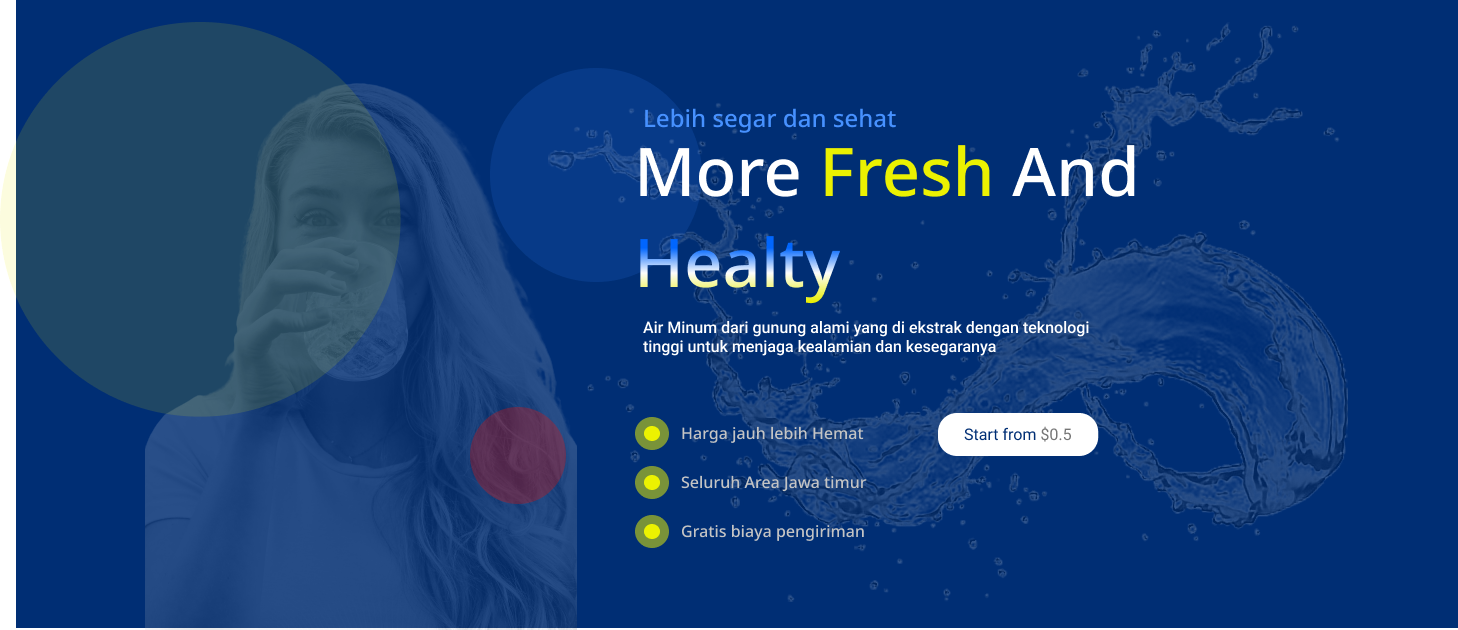 Lebih segar dan sehat
More Fresh And
Healty
Air Minum dari gunung alami yang di ekstrak dengan teknologi
tinggi untuk menjaga kealamian dan kesegaranya
Harga jauh lebih Hemat
Start from $0.5
Seluruh Area Jawa timur
Gratis biaya pengiriman